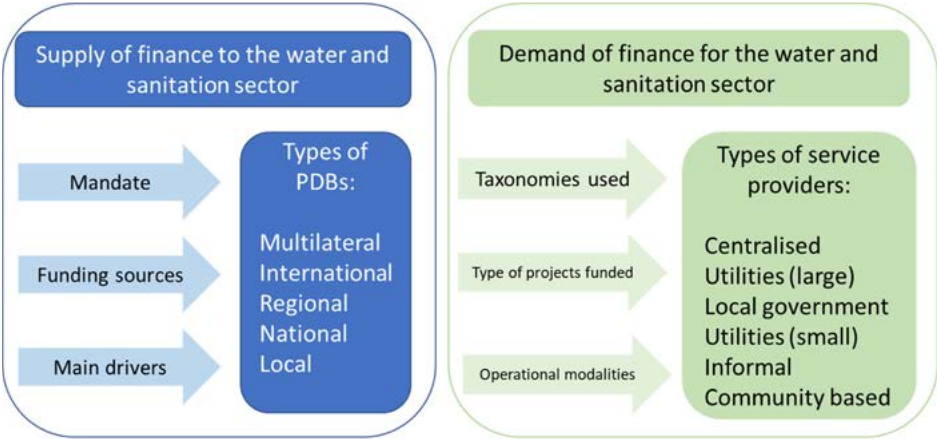 Supply of finance to the water and
sanitation sector
Mandate
Funding sources
Main drivers
Types of
PDBs:
Multilateral
International
Regional
National
Local
Demand of finance for the water and
sanitation sector
Taxonomies used
Type of projects funded
Operational modalities
Types of service
providers:
Centralised
Utilities (large)
Local government
Utilities (small)
Informal
Community based